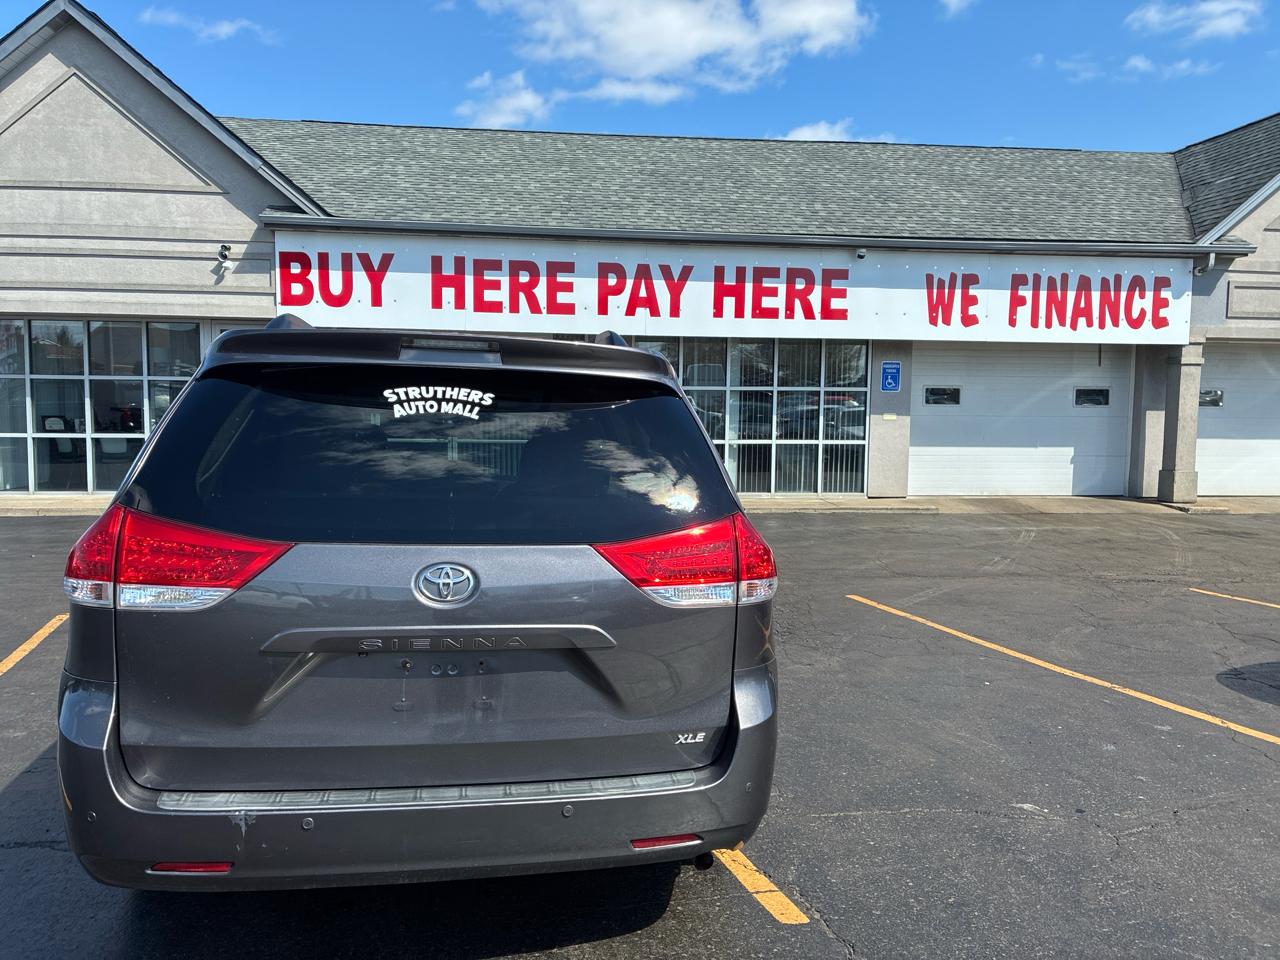 BUY HERE PAY HERE WE FINANCE
STRUTHERS
AUTO MALL
SIENNA
XLE